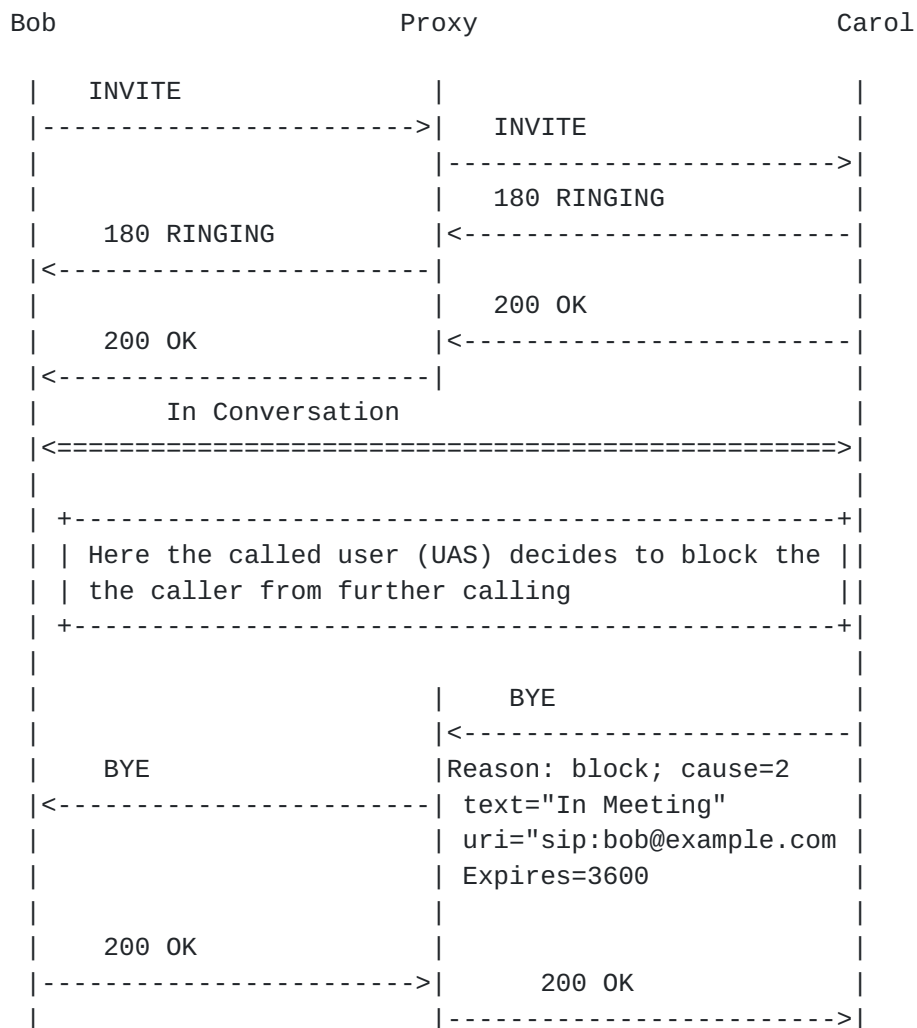 Bob                      Proxy                       Carol
INVITE
INVITE
180 RINGING
180 RINGING
200 OK
200 OK
In Conversation
Here the called user (UAS) decides to block the
the caller from further calling
BYE
BYE                  Reason: block; cause=2
text="In Meeting"
uri="sip:bob@example.com
Expires=3600
200 OK
200 OK